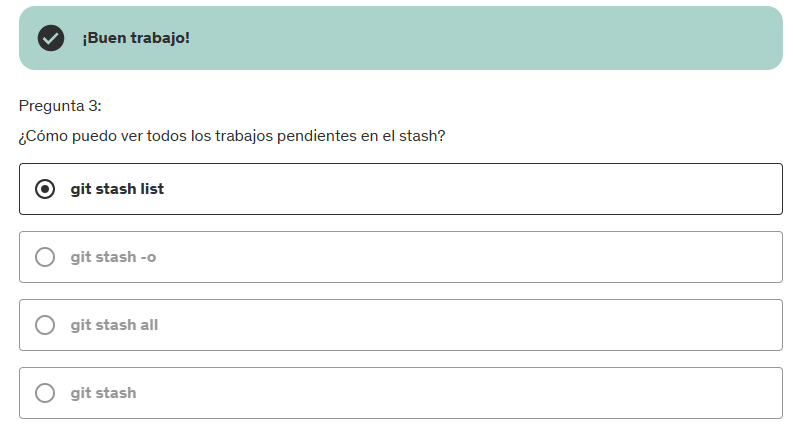 ¡Buen trabajo!
Pregunta 3:
¿Cómo puedo ver todos los trabajos pendientes en el stash?
git stash list
git stash -o
git stash all
git stash